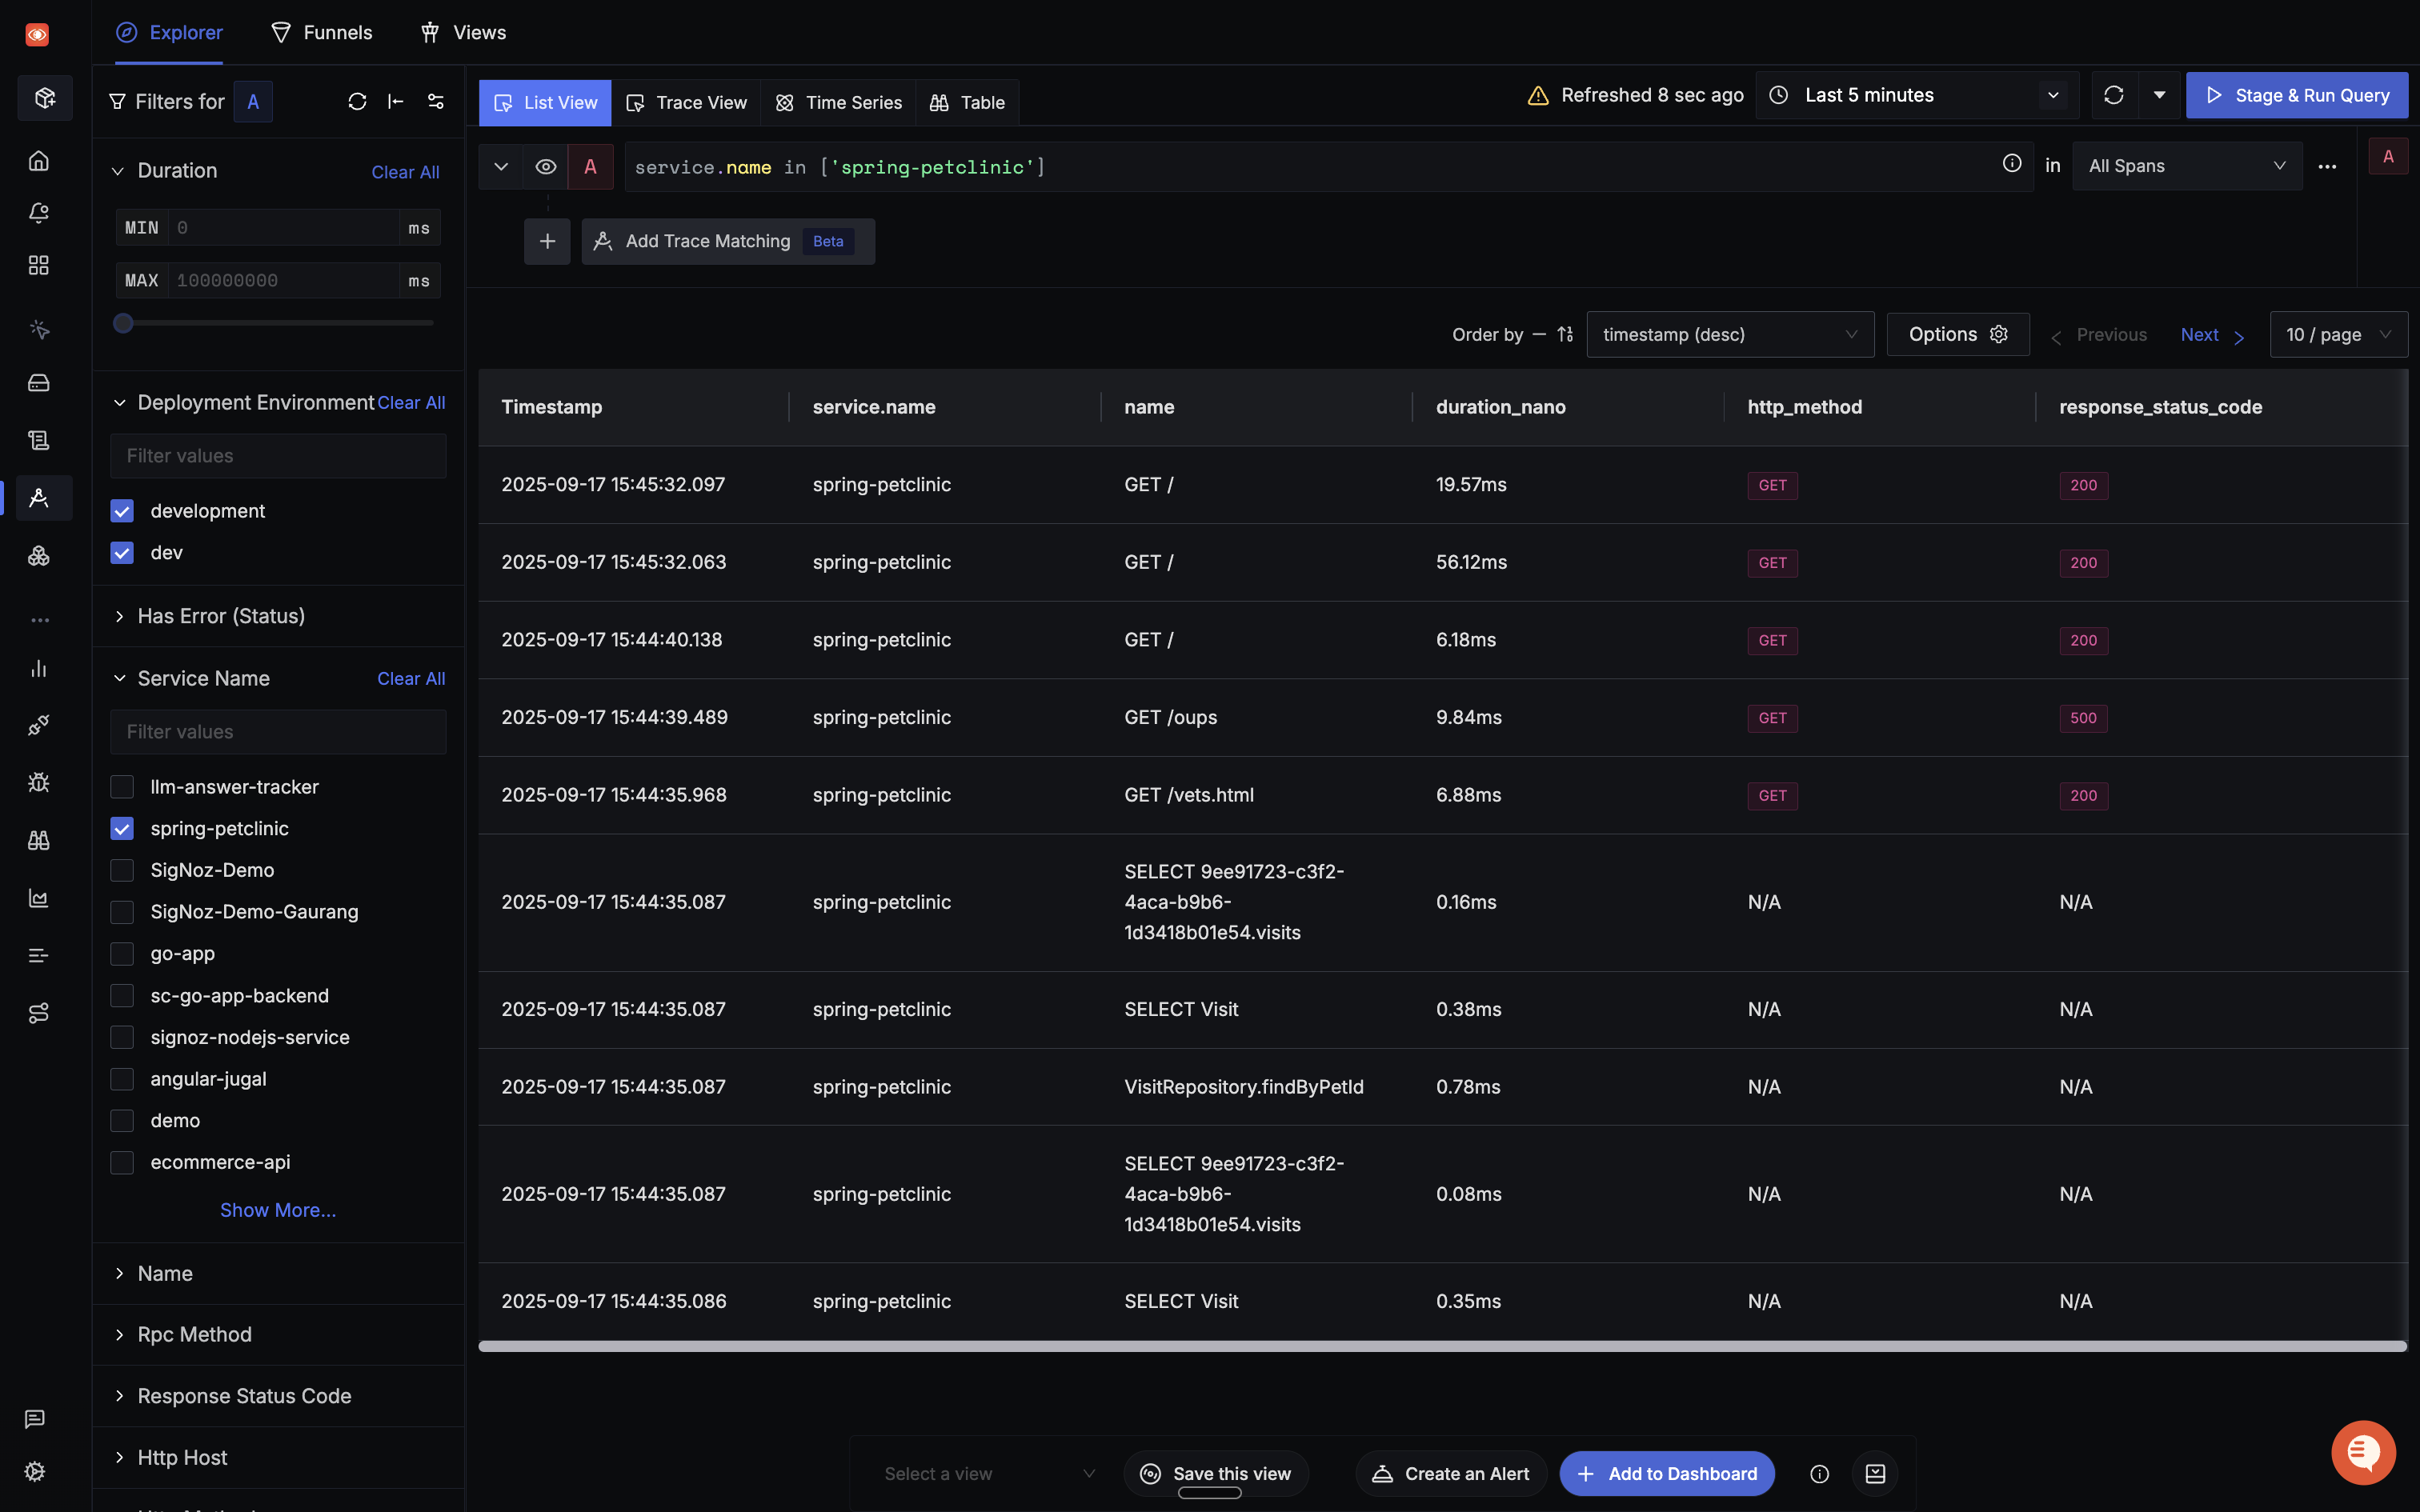 Explorer
Funnels
Views
Filters for A
Duration
Clear All
MIN 0 ms
MAX 100000000 ms
Deployment Environment
Clear All
Filter values
development
dev
Has Error (Status)
Service Name
Clear All
Filter values
llm-answer-tracker
spring-petclinic
SigNoz-Demo
SigNoz-Demo-Gaurang
go-app
sc-go-app-backend
signoz-nodejs-service
angular-jugal
demo
ecommerce-api
Show More...
Name
Rpc Method
Response Status Code
Http Host
List View
Trace View
Time Series
Table
Refreshed 8 sec ago
Last 5 minutes
Stage & Run Query
A
service.name in ['spring-petclinic']
in
All Spans
A
Add Trace Matching Beta
Order by
timestamp (desc)
Options
Previous
Next
10 / page
Timestamp service.name name duration_nano http_method response_status_code
2025-09-17 15:45:32.097 spring-petclinic GET / 19.57ms GET 200
2025-09-17 15:45:32.063 spring-petclinic GET / 56.12ms GET 200
2025-09-17 15:44:40.138 spring-petclinic GET / 6.18ms GET 200
2025-09-17 15:44:39.489 spring-petclinic GET /oups 9.84ms GET 500
2025-09-17 15:44:35.968 spring-petclinic GET /vets.html 6.88ms GET 200
SELECT 9ee91723-c3f2-
2025-09-17 15:44:35.087 spring-petclinic 4aca-b9b6- 0.16ms N/A N/A
1d3418b01e54.visits
2025-09-17 15:44:35.087 spring-petclinic SELECT Visit 0.38ms N/A N/A
2025-09-17 15:44:35.087 spring-petclinic VisitRepository.findByPetId 0.78ms N/A N/A
SELECT 9ee91723-c3f2-
2025-09-17 15:44:35.087 spring-petclinic 4aca-b9b6- 0.08ms N/A N/A
1d3418b01e54.visits
2025-09-17 15:44:35.086 spring-petclinic SELECT Visit 0.35ms N/A N/A
Select a view
Save this view
Create an Alert
Add to Dashboard